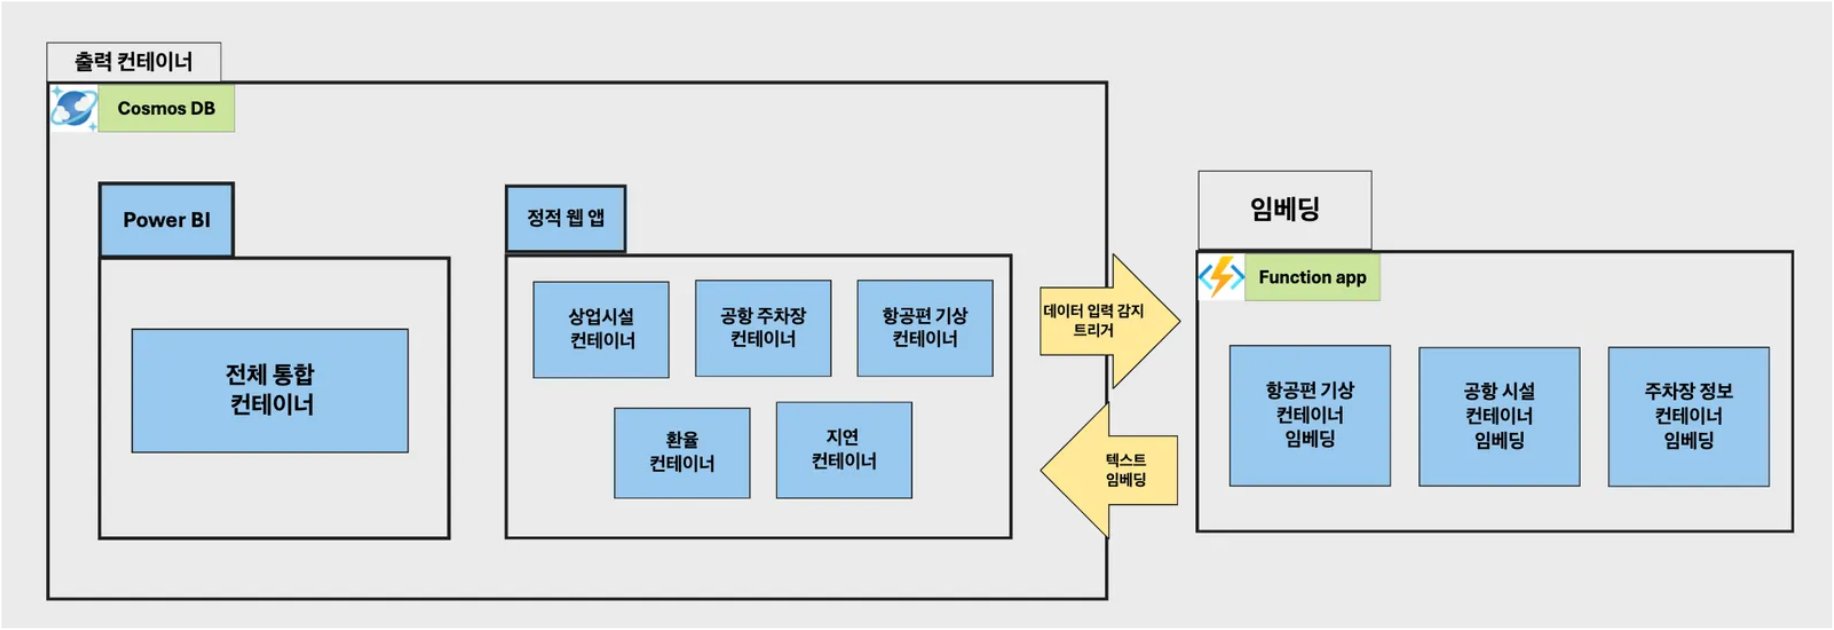 출력 컨테이너
Cosmos DB
Power BI
전체 통합
컨테이너
정적 웹 앱
상업시설
컨테이너
공항 주차장
컨테이너
항공편 기상
컨테이너
환율
컨테이너
지연
컨테이너
데이터 입력 감지
트리거
텍스트
임베딩
임베딩
Function app
항공편 기상
컨테이너
임베딩
공항 시설
컨테이너
임베딩
주차장 정보
컨테이너
임베딩